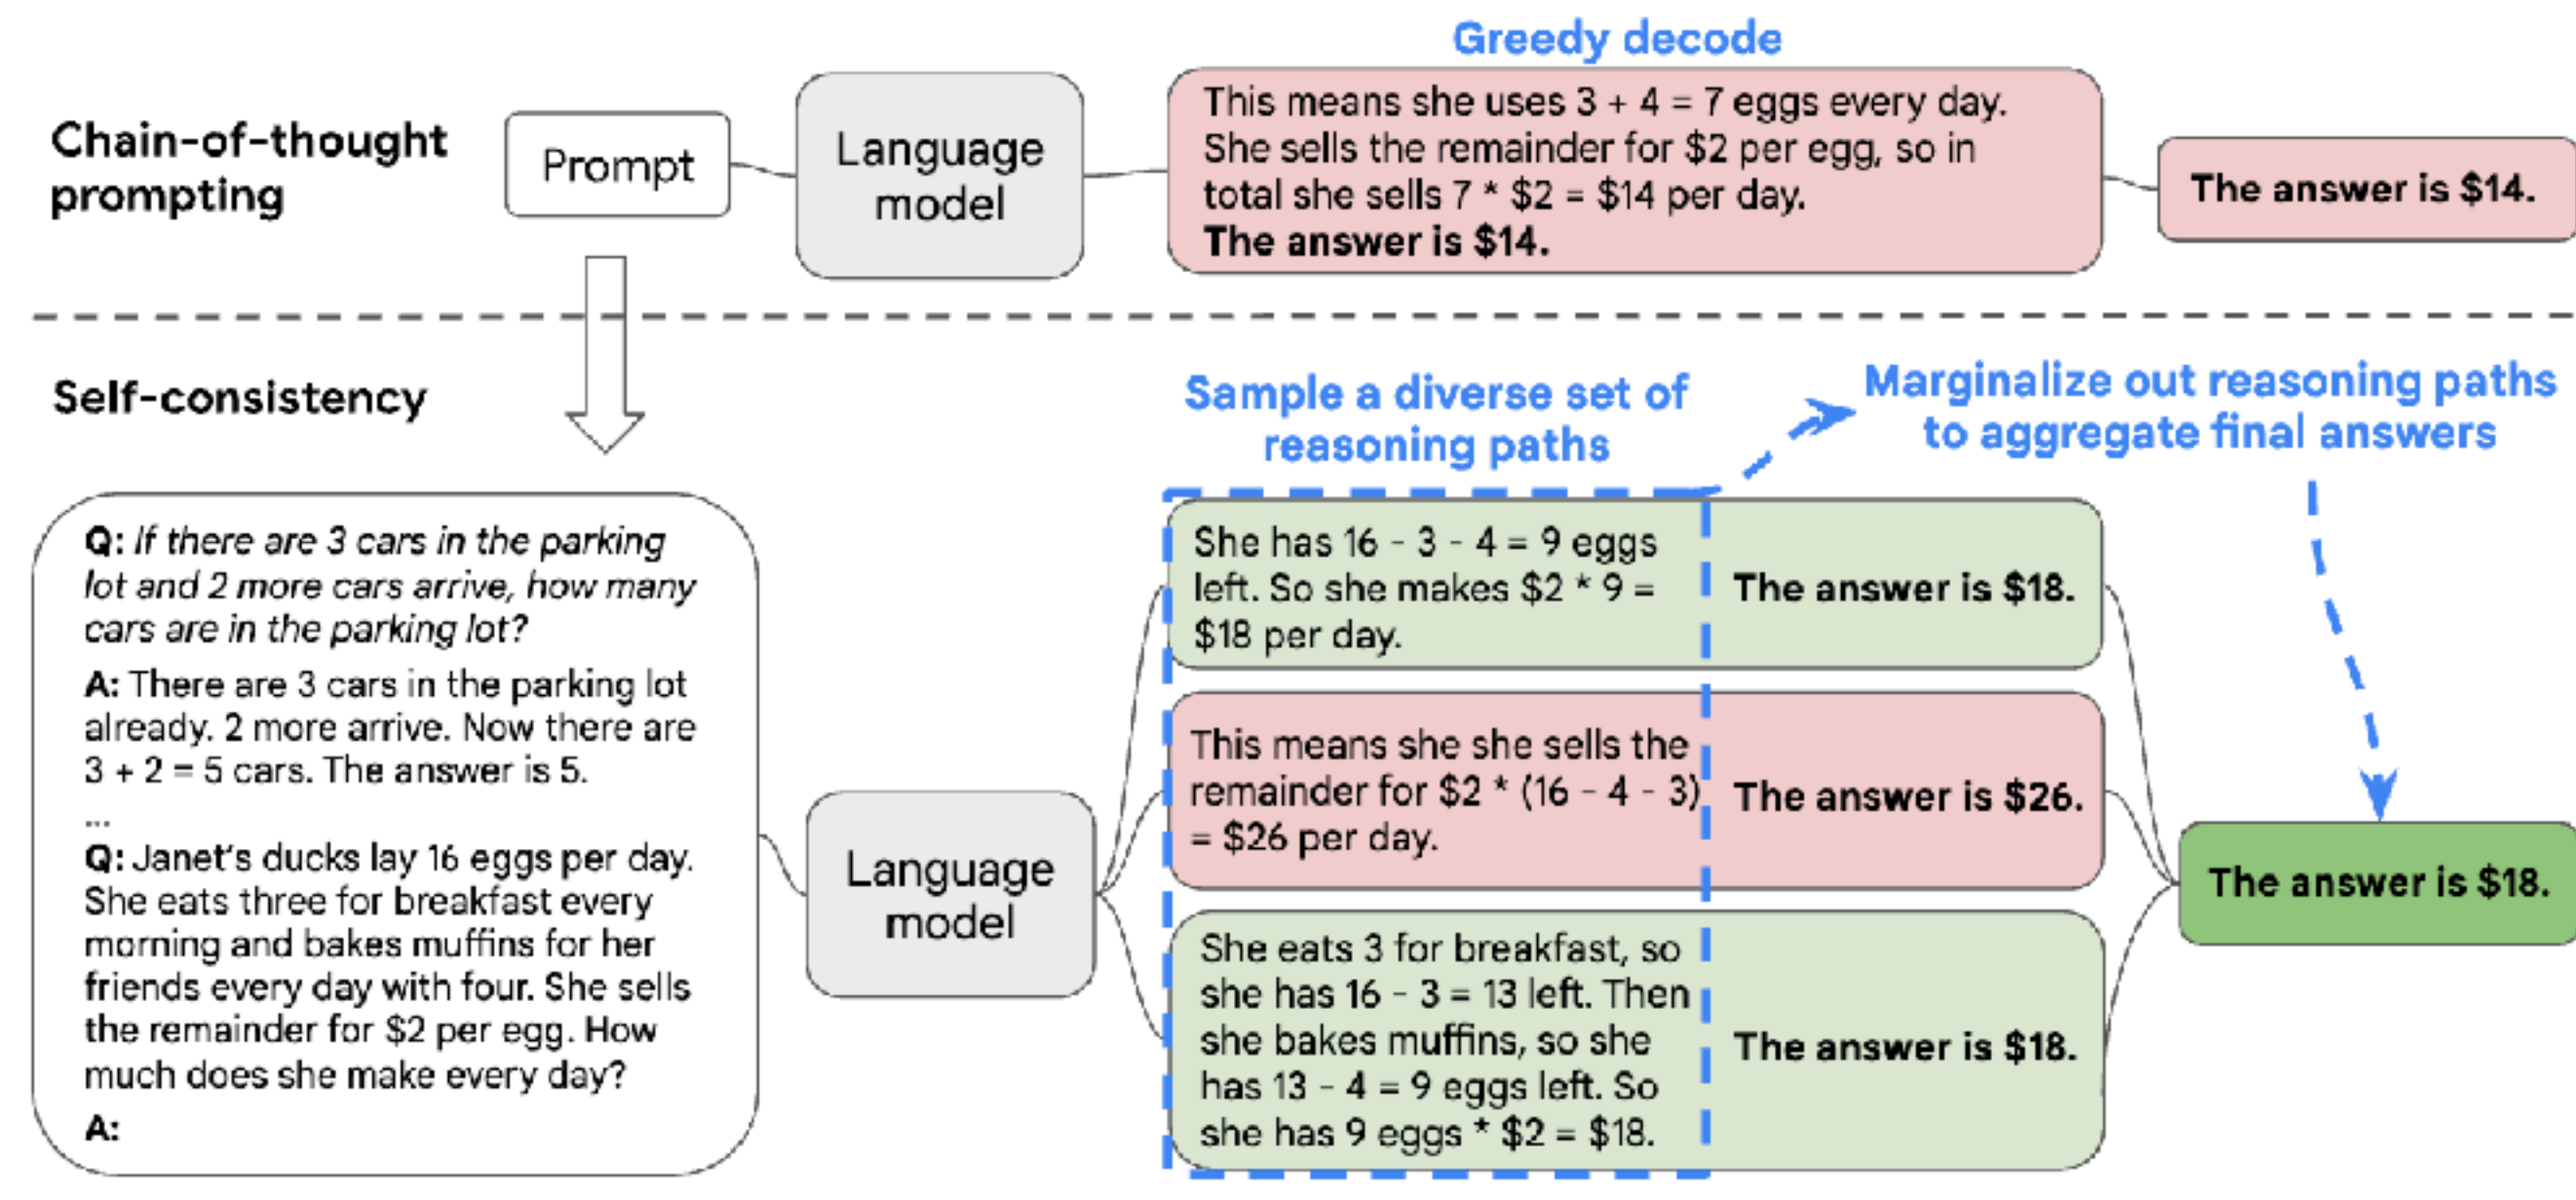 Greedy decode
Chain-of-thought
prompting
Prompt
Language
model
This means she uses 3 + 4 = 7 eggs every day.
She sells the remainder for $2 per egg, so in
total she sells 7 * $2 = $14 per day.
The answer is $14.
The answer is $14.
Self-consistency
Sample a diverse set of
reasoning paths
Marginalize out reasoning paths
to aggregate final answers
Q: If there are 3 cars in the parking
lot and 2 more cars arrive, how many
cars are in the parking lot?
A: There are 3 cars in the parking lot
already. 2 more arrive. Now there are
3 + 2 = 5 cars. The answer is 5.
...
Q: Janet's ducks lay 16 eggs per day.
She eats three for breakfast every
morning and bakes muffins for her
friends every day with four. She sells
the remainder for $2 per egg. How
much does she make every day?
A:
Language
model
She has 16 - 3 - 4 = 9 eggs
left. So she makes $2 * 9 =
$18 per day.
The answer is $18.
This means she she sells the
remainder for $2 * (16 - 4 - 3)
= $26 per day.
The answer is $26.
She eats 3 for breakfast, so
she has 16 - 3 = 13 left. Then
she bakes muffins, so she
has 13 - 4 = 9 eggs left. So
she has 9 eggs * $2 = $18.
The answer is $18.
The answer is $18.